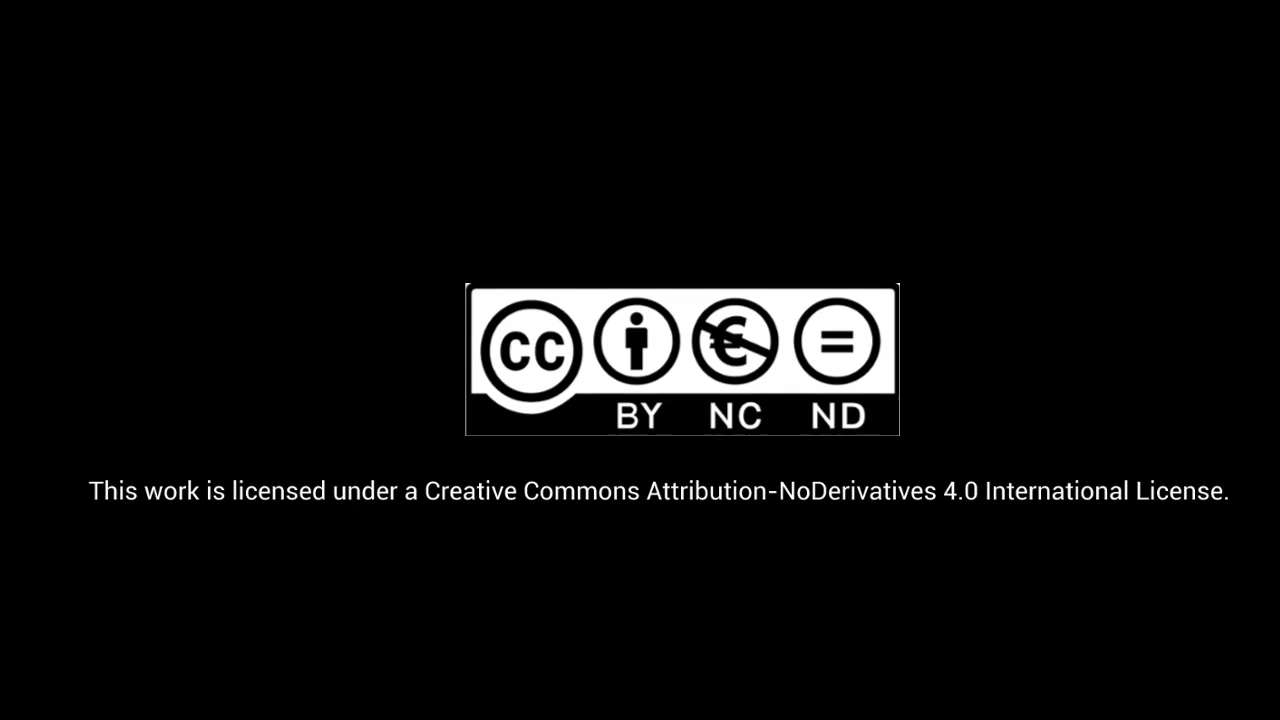 CC
BY NC ND
This work is licensed under a Creative Commons Attribution-NoDerivatives 4.0 International License.